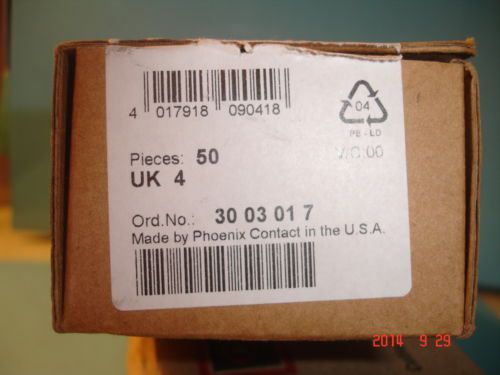 4 017918 090418
04
PE - LD
Pieces: 50
V/C:00
UK 4
Ord.No.: 30 03 01 7
Made by Phoenix Contact in the U.S.A.
2014 9 29